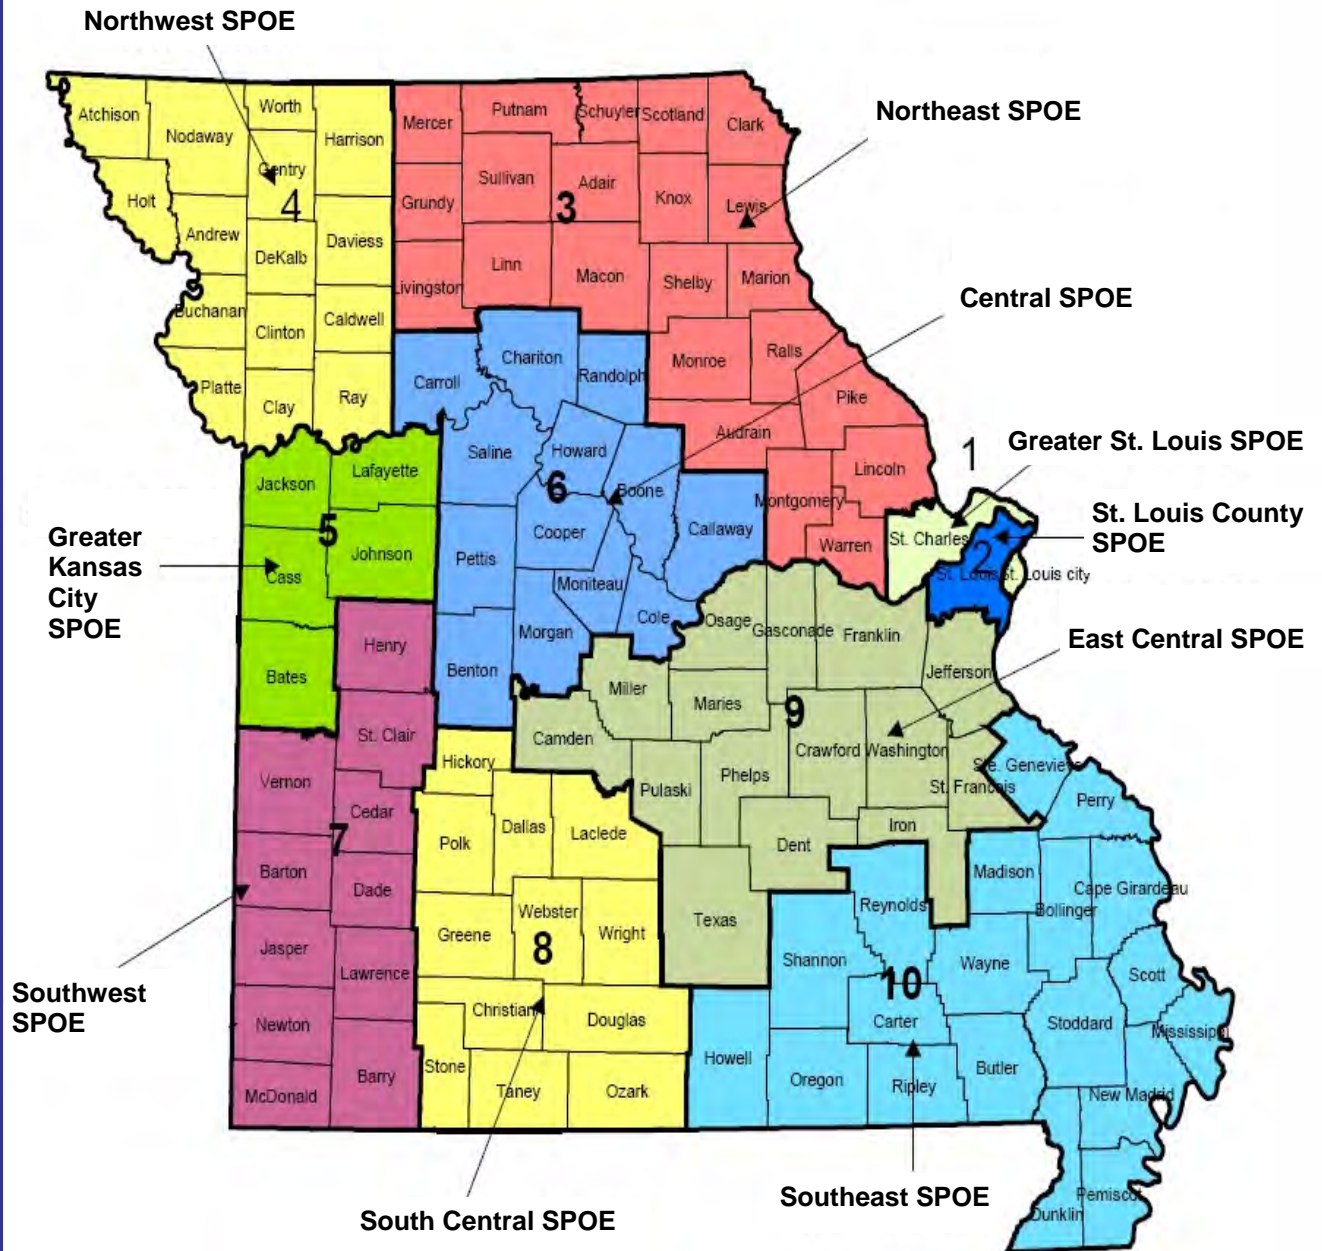 Northwest SPOE
Northeast SPOE
Central SPOE
Greater St. Louis SPOE
St. Louis County
SPOE
East Central SPOE
Greater
Kansas
City
SPOE
Southwest
SPOE
South Central SPOE
Southeast SPOE
1
2
3
4
5
6
7
8
9
10
Atchison
Nodaway
Worth
Harrison
Gentry
Holt
Andrew
DeKalb
Daviess
Buchanan
Clinton
Caldwell
Platte
Clay
Ray
Mercer
Putnam
Schuyler
Scotland
Clark
Sullivan
Adair
Knox
Lewis
Grundy
Livingston
Linn
Macon
Shelby
Marion
Monroe
Ralls
Pike
Audrain
Lincoln
Montgomery
Warren
Carroll
Chariton
Randolph
Saline
Howard
Boone
Cooper
Callaway
Pettis
Moniteau
Cole
Morgan
Benton
Jackson
Lafayette
Cass
Johnson
Bates
St. Charles
St. Louis
St. Louis city
Osage
Gasconade
Franklin
Jefferson
Miller
Maries
Camden
Pulaski
Phelps
Crawford
Washington
St. Francois
Iron
Dent
Texas
Henry
St. Clair
Vernon
Cedar
Barton
Dade
Jasper
Lawrence
Newton
Barry
McDonald
Hickory
Polk
Dallas
Laclede
Greene
Webster
Wright
Christian
Douglas
Stone
Taney
Ozark
Ste. Genevieve
Perry
Madison
Bollinger
Cape Girardeau
Reynolds
Shannon
Wayne
Scott
Carter
Stoddard
Mississippi
Howell
Oregon
Ripley
Butler
New Madrid
Pemiscot
Dunklin